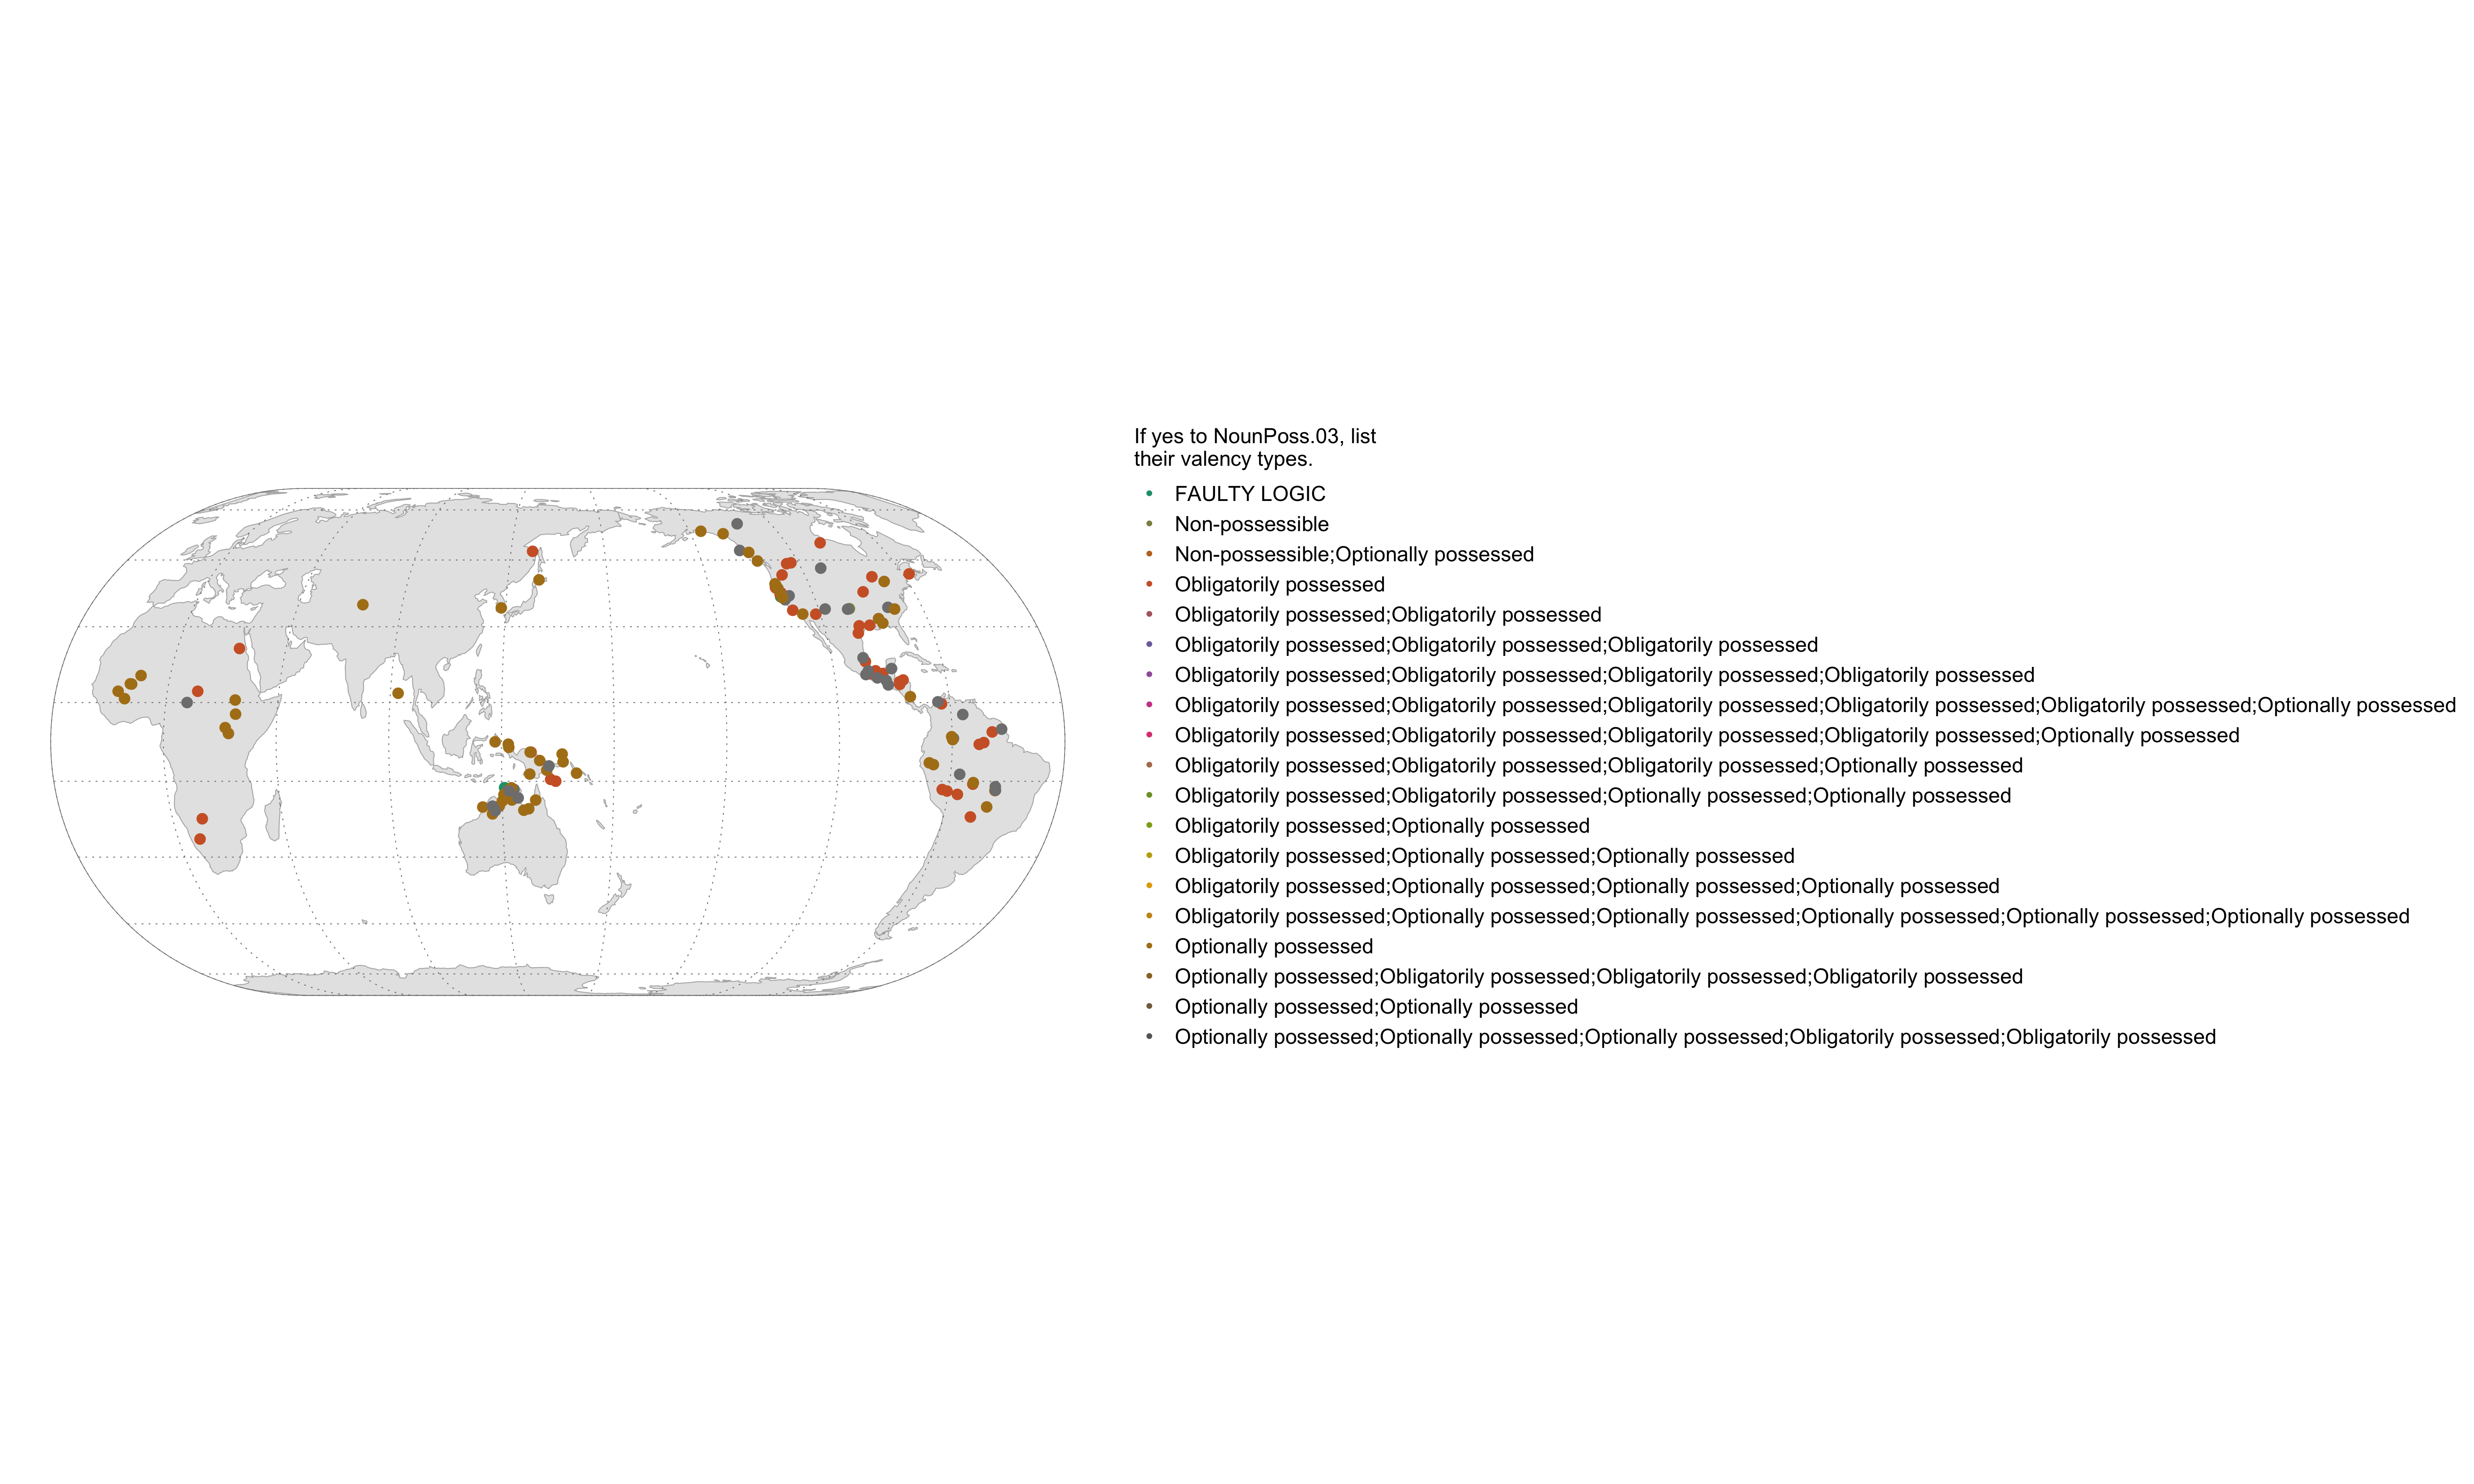 If yes to NounPoss.03, list
their valency types.
FAULTY LOGIC
Non-possessible
Non-possessible;Optionally possessed
Obligatorily possessed
Obligatorily possessed;Obligatorily possessed
Obligatorily possessed;Obligatorily possessed;Obligatorily possessed
Obligatorily possessed;Obligatorily possessed;Obligatorily possessed;Obligatorily possessed
Obligatorily possessed;Obligatorily possessed;Obligatorily possessed;Obligatorily possessed;Obligatorily possessed;Optionally possessed
Obligatorily possessed;Obligatorily possessed;Obligatorily possessed;Obligatorily possessed;Optionally possessed
Obligatorily possessed;Obligatorily possessed;Obligatorily possessed;Optionally possessed
Obligatorily possessed;Obligatorily possessed;Optionally possessed;Optionally possessed
Obligatorily possessed;Optionally possessed
Obligatorily possessed;Optionally possessed;Optionally possessed
Obligatorily possessed;Optionally possessed;Optionally possessed;Optionally possessed
Obligatorily possessed;Optionally possessed;Optionally possessed;Optionally possessed;Optionally possessed;Optionally possessed
Optionally possessed
Optionally possessed;Obligatorily possessed;Obligatorily possessed;Obligatorily possessed
Optionally possessed;Optionally possessed
Optionally possessed;Optionally possessed;Optionally possessed;Obligatorily possessed;Obligatorily possessed